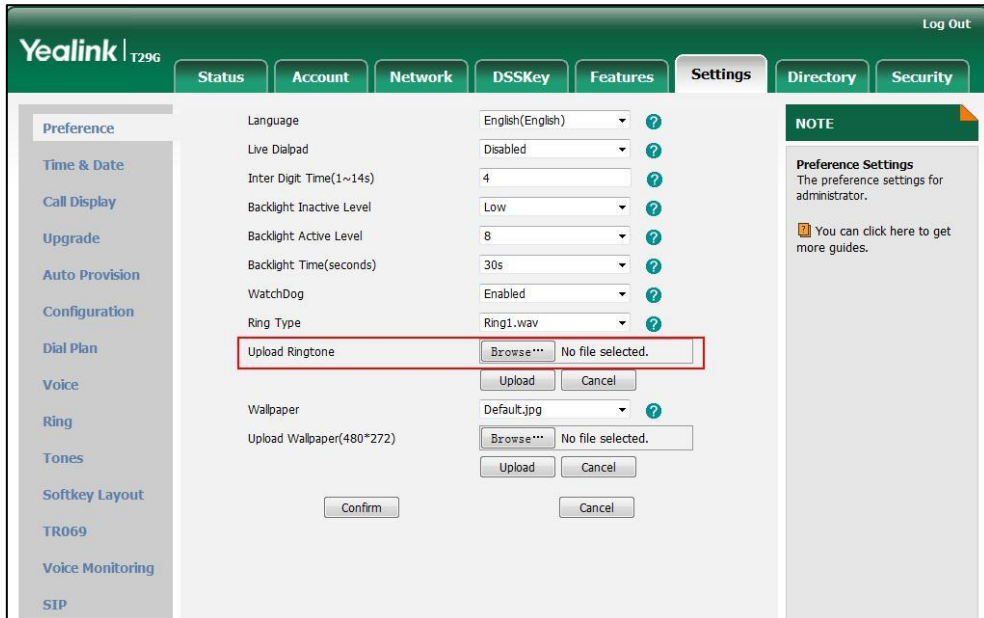 Log Out
Yealink T29G
Status Account Network DSSKey Features Settings Directory Security
Preference
Time & Date
Call Display
Upgrade
Auto Provision
Configuration
Dial Plan
Voice
Ring
Tones
Softkey Layout
TR069
Voice Monitoring
SIP
Language English(English) ?
Live Dialpad Disabled ?
Inter Digit Time(1~14s) 4 ?
Backlight Inactive Level Low ?
Backlight Active Level 8 ?
Backlight Time(seconds) 30s ?
WatchDog Enabled ?
Ring Type Ring1.wav ?
Upload Ringtone Browse··· No file selected.
Upload Cancel
Wallpaper Default.jpg ?
Upload Wallpaper(480*272) Browse··· No file selected.
Upload Cancel
Confirm Cancel
NOTE
Preference Settings
The preference settings for
administrator.
? You can click here to get
more guides.